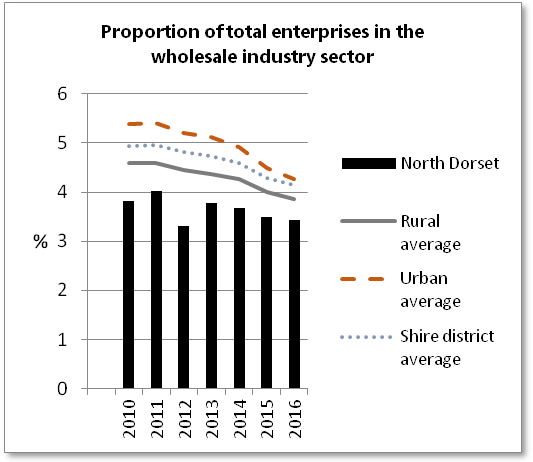 Proportion of total enterprises in the
wholesale industry sector
6
5
4
3
2
1
0
%
2010
2011
2012
2013
2014
2015
2016
North Dorset
Rural
average
Urban
average
Shire district
average